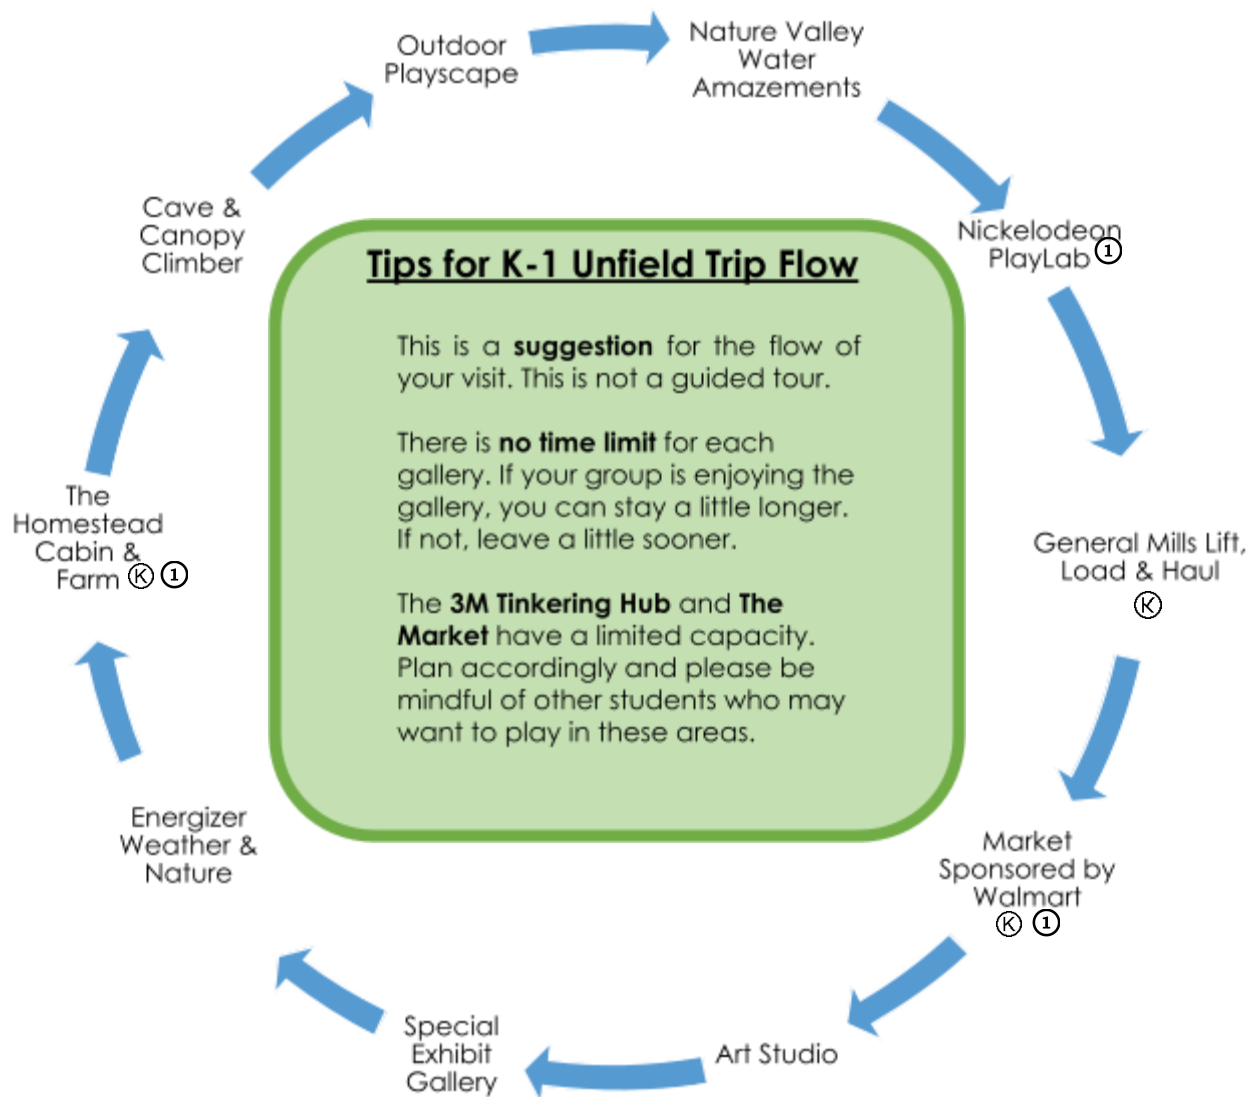 Outdoor
Playscape
Nature Valley
Water
Amazements
Nickelodeon
PlayLab ①
General Mills Lift,
Load & Haul
Ⓚ
Market
Sponsored by
Walmart
Ⓚ ①
Art Studio
Special
Exhibit
Gallery
Energizer
Weather &
Nature
The
Homestead
Cabin &
Farm Ⓚ ①
Cave &
Canopy
Climber
Tips for K-1 Unfield Trip Flow
This is a suggestion for the flow of
your visit. This is not a guided tour.
There is no time limit for each
gallery. If your group is enjoying the
gallery, you can stay a little longer.
If not, leave a little sooner.
The 3M Tinkering Hub and The
Market have a limited capacity.
Plan accordingly and please be
mindful of other students who may
want to play in these areas.